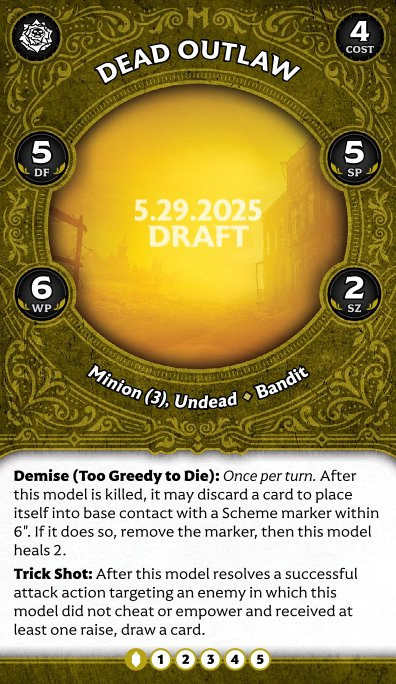 DEAD OUTLAW
4
COST
5
DF
5
SP
5.29.2025
DRAFT
6
WP
2
SZ
Minion (3), Undead ⬥ Bandit
Demise (Too Greedy to Die): Once per turn. After
this model is killed, it may discard a card to place
itself into base contact with a Scheme marker within
6". If it does so, remove the marker, then this model
heals 2.
Trick Shot: After this model resolves a successful
attack action targeting an enemy in which this
model did not cheat or empower and received at
least one raise, draw a card.
1 2 3 4 5